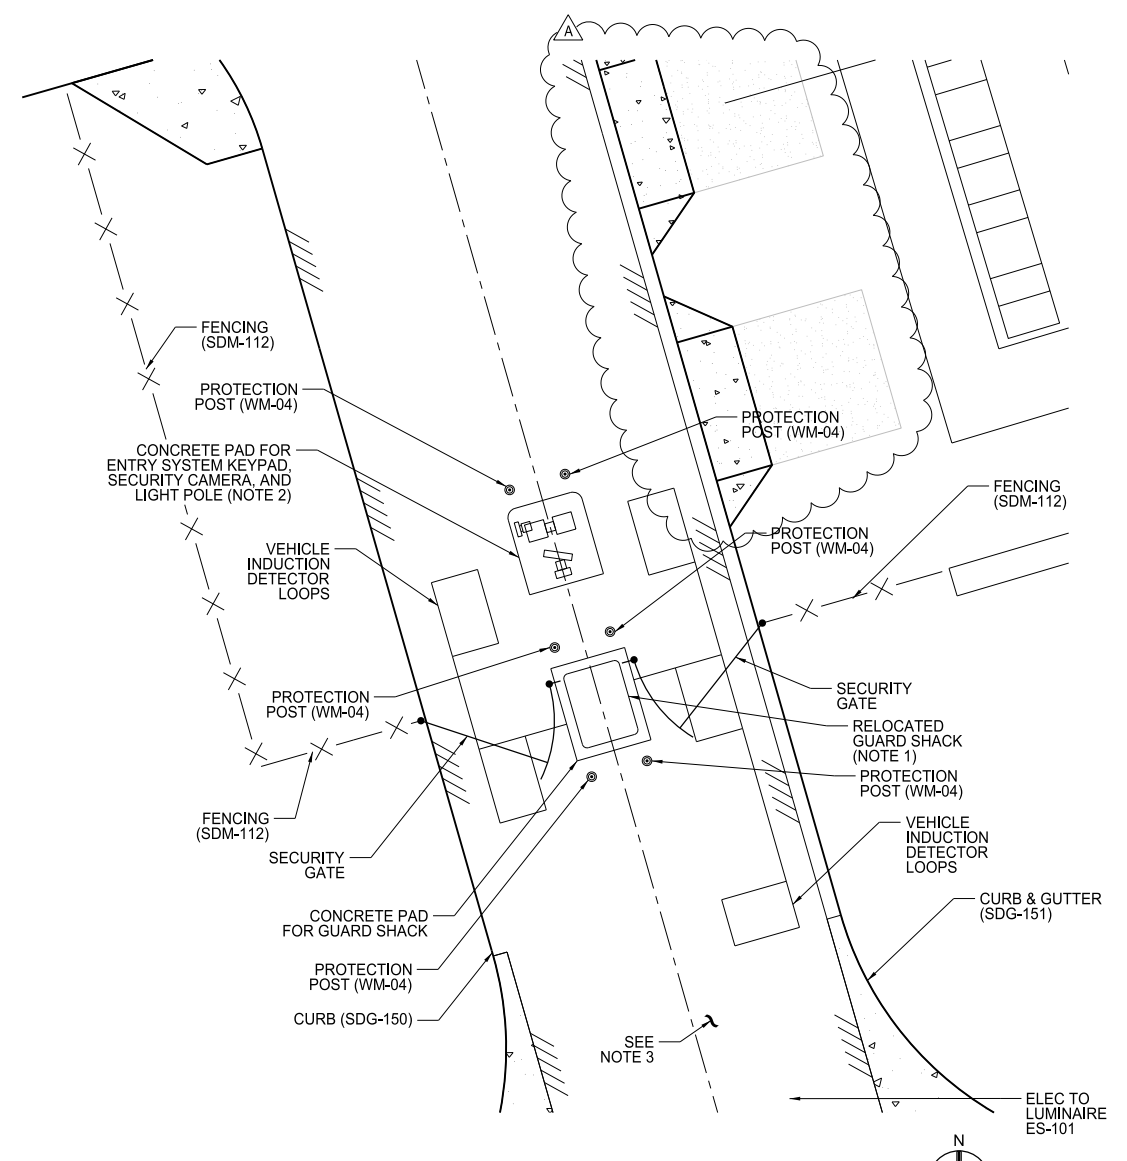 A
FENCING
(SDM-112)
PROTECTION
POST (WM-04)
PROTECTION
POST (WM-04)
CONCRETE PAD FOR
ENTRY SYSTEM KEYPAD,
SECURITY CAMERA, AND
LIGHT POLE (NOTE 2)
FENCING
(SDM-112)
PROTECTION
POST (WM-04)
VEHICLE
INDUCTION
DETECTOR
LOOPS
PROTECTION
POST (WM-04)
SECURITY
GATE
RELOCATED
GUARD SHACK
(NOTE 1)
PROTECTION
POST (WM-04)
FENCING
(SDM-112)
VEHICLE
INDUCTION
DETECTOR
LOOPS
SECURITY
GATE
CURB & GUTTER
(SDG-151)
CONCRETE PAD
FOR GUARD SHACK
PROTECTION
POST (WM-04)
CURB (SDG-150)
SEE
NOTE 3
ELEC TO
LUMINAIRE
ES-101
N